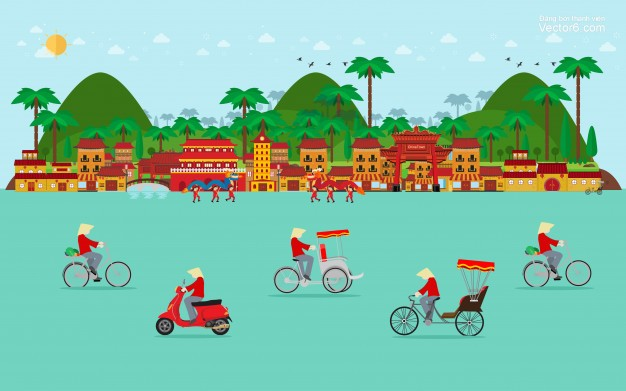 Đăng bởi thành viên
Vector6.com